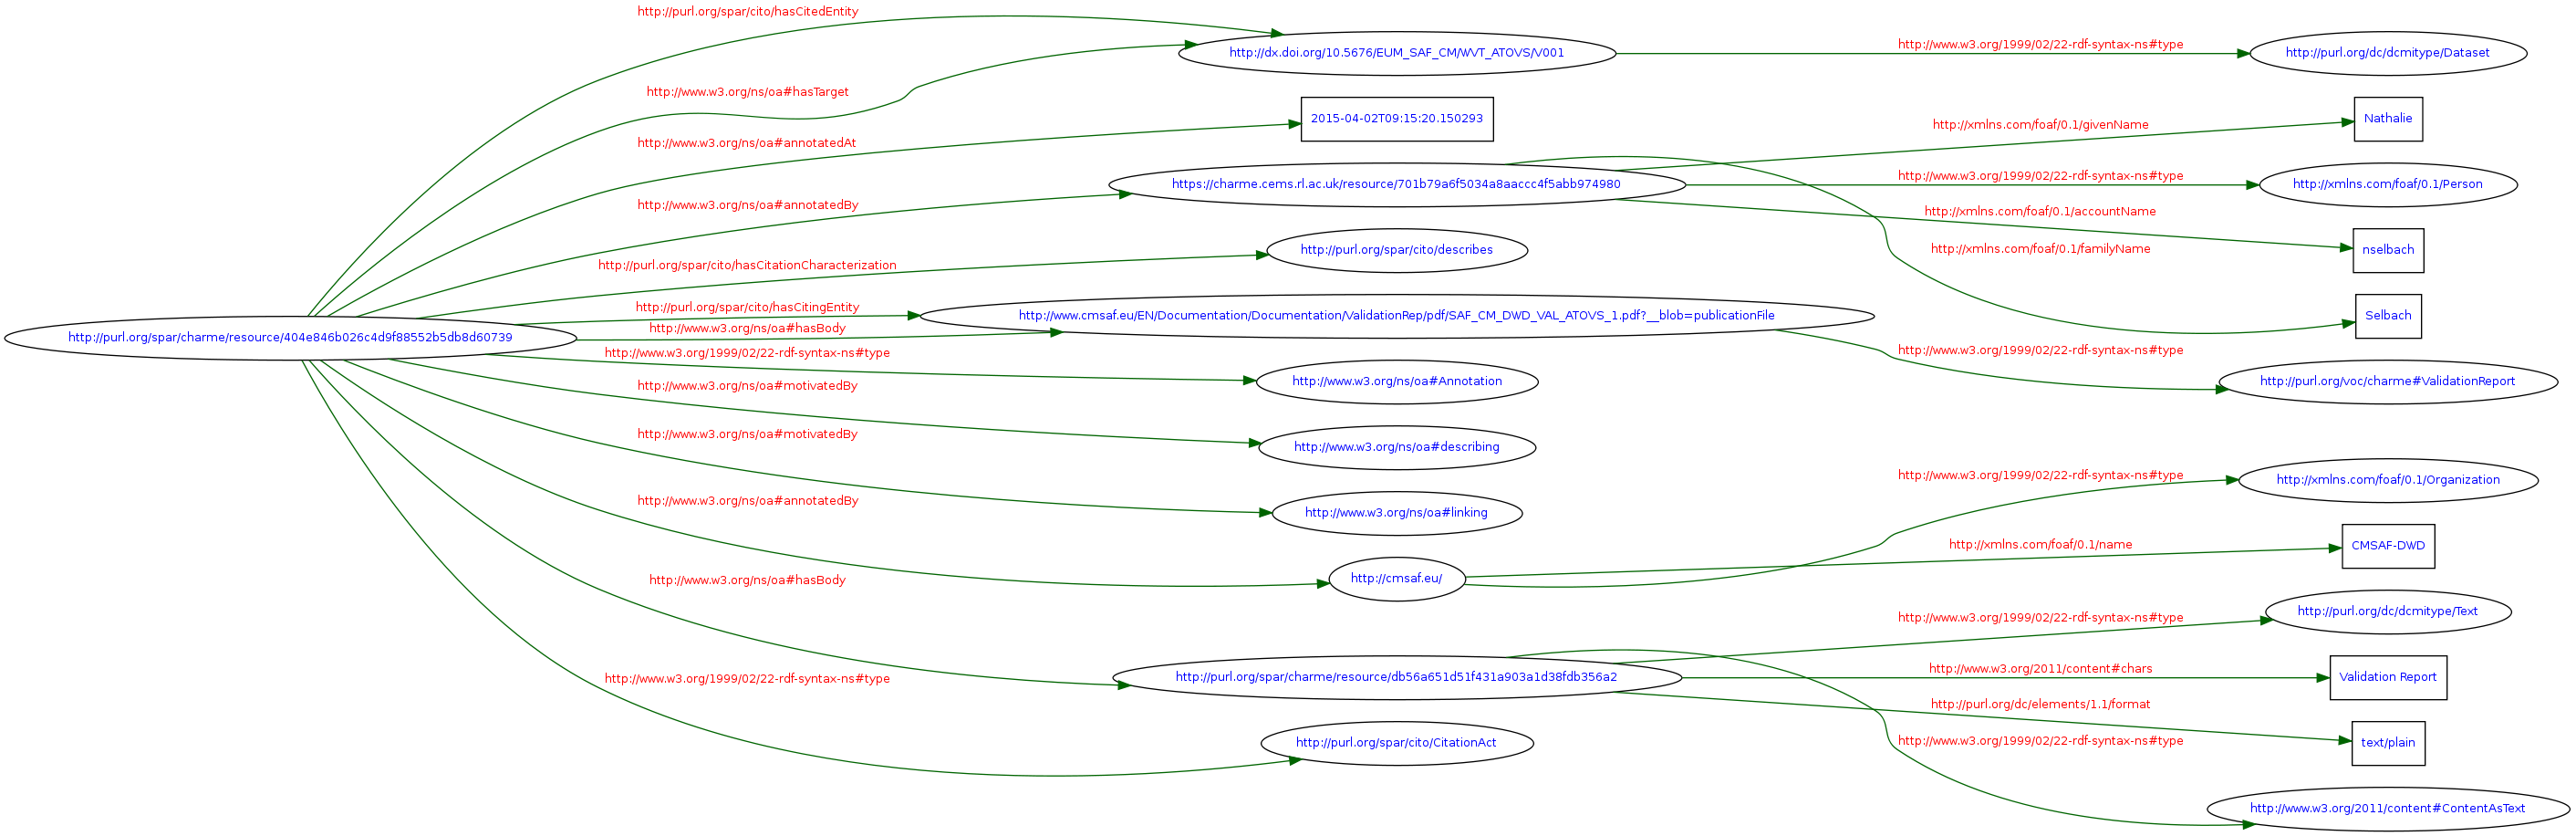 http://purl.org/spar/cito/hasCitedEntity
http://dx.doi.org/10.5676/EUM_SAF_CM/WVT_ATOVS/V001
http://www.w3.org/1999/02/22-rdf-syntax-ns#type
http://purl.org/dc/dcmitype/Dataset
http://www.w3.org/ns/oa#hasTarget
2015-04-02T09:15:20.150293
http://xmlns.com/foaf/0.1/givenName
Nathalie
http://www.w3.org/ns/oa#annotatedAt
https://charme.cems.rl.ac.uk/resource/701b79a6f5034a8aaccc4f5abb974980
http://www.w3.org/1999/02/22-rdf-syntax-ns#type
http://xmlns.com/foaf/0.1/Person
http://www.w3.org/ns/oa#annotatedBy
http://xmlns.com/foaf/0.1/accountName
http://xmlns.com/foaf/0.1/familyName
nselbach
http://purl.org/spar/cito/describes
http://purl.org/spar/cito/hasCitationCharacterization
http://purl.org/spar/cito/hasCitingEntity
http://www.cmsaf.eu/EN/Documentation/Documentation/ValidationRep/pdf/SAF_CM_DWD_VAL_ATOVS_1.pdf?__blob=publicationFile
Selbach
http://www.w3.org/ns/oa#hasBody
http://purl.org/spar/charme/resource/404e846b026c4d9f88552b5db8d60739
http://www.w3.org/1999/02/22-rdf-syntax-ns#type
http://www.w3.org/1999/02/22-rdf-syntax-ns#type
http://www.w3.org/ns/oa#Annotation
http://purl.org/voc/charme#ValidationReport
http://www.w3.org/ns/oa#motivatedBy
http://www.w3.org/ns/oa#describing
http://www.w3.org/ns/oa#motivatedBy
http://www.w3.org/1999/02/22-rdf-syntax-ns#type
http://xmlns.com/foaf/0.1/Organization
http://www.w3.org/ns/oa#annotatedBy
http://www.w3.org/ns/oa#linking
http://xmlns.com/foaf/0.1/name
CMSAF-DWD
http://www.w3.org/ns/oa#hasBody
http://cmsaf.eu/
http://www.w3.org/1999/02/22-rdf-syntax-ns#type
http://purl.org/dc/dcmitype/Text
http://www.w3.org/1999/02/22-rdf-syntax-ns#type
http://purl.org/spar/charme/resource/db56a651d51f431a903a1d38fdb356a2
http://www.w3.org/2011/content#chars
Validation Report
http://purl.org/dc/elements/1.1/format
http://purl.org/spar/cito/CitationAct
http://www.w3.org/1999/02/22-rdf-syntax-ns#type
text/plain
http://www.w3.org/2011/content#ContentAsText